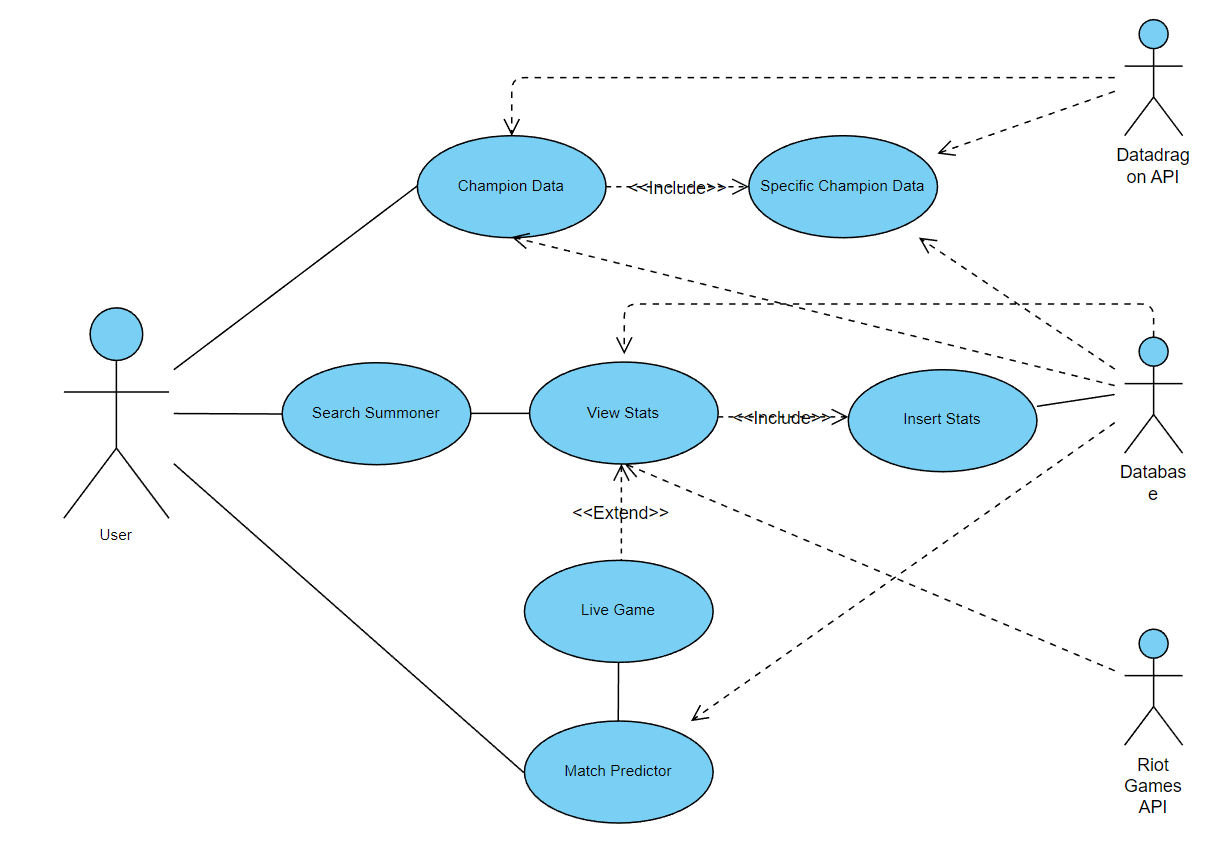 Datadrag
on API
Champion Data
<<Include>>
Specific Champion Data
Search Summoner
View Stats
<<Include>>
Insert Stats
Databas
e
<<Extend>>
User
Live Game
Match Predictor
Riot
Games
API